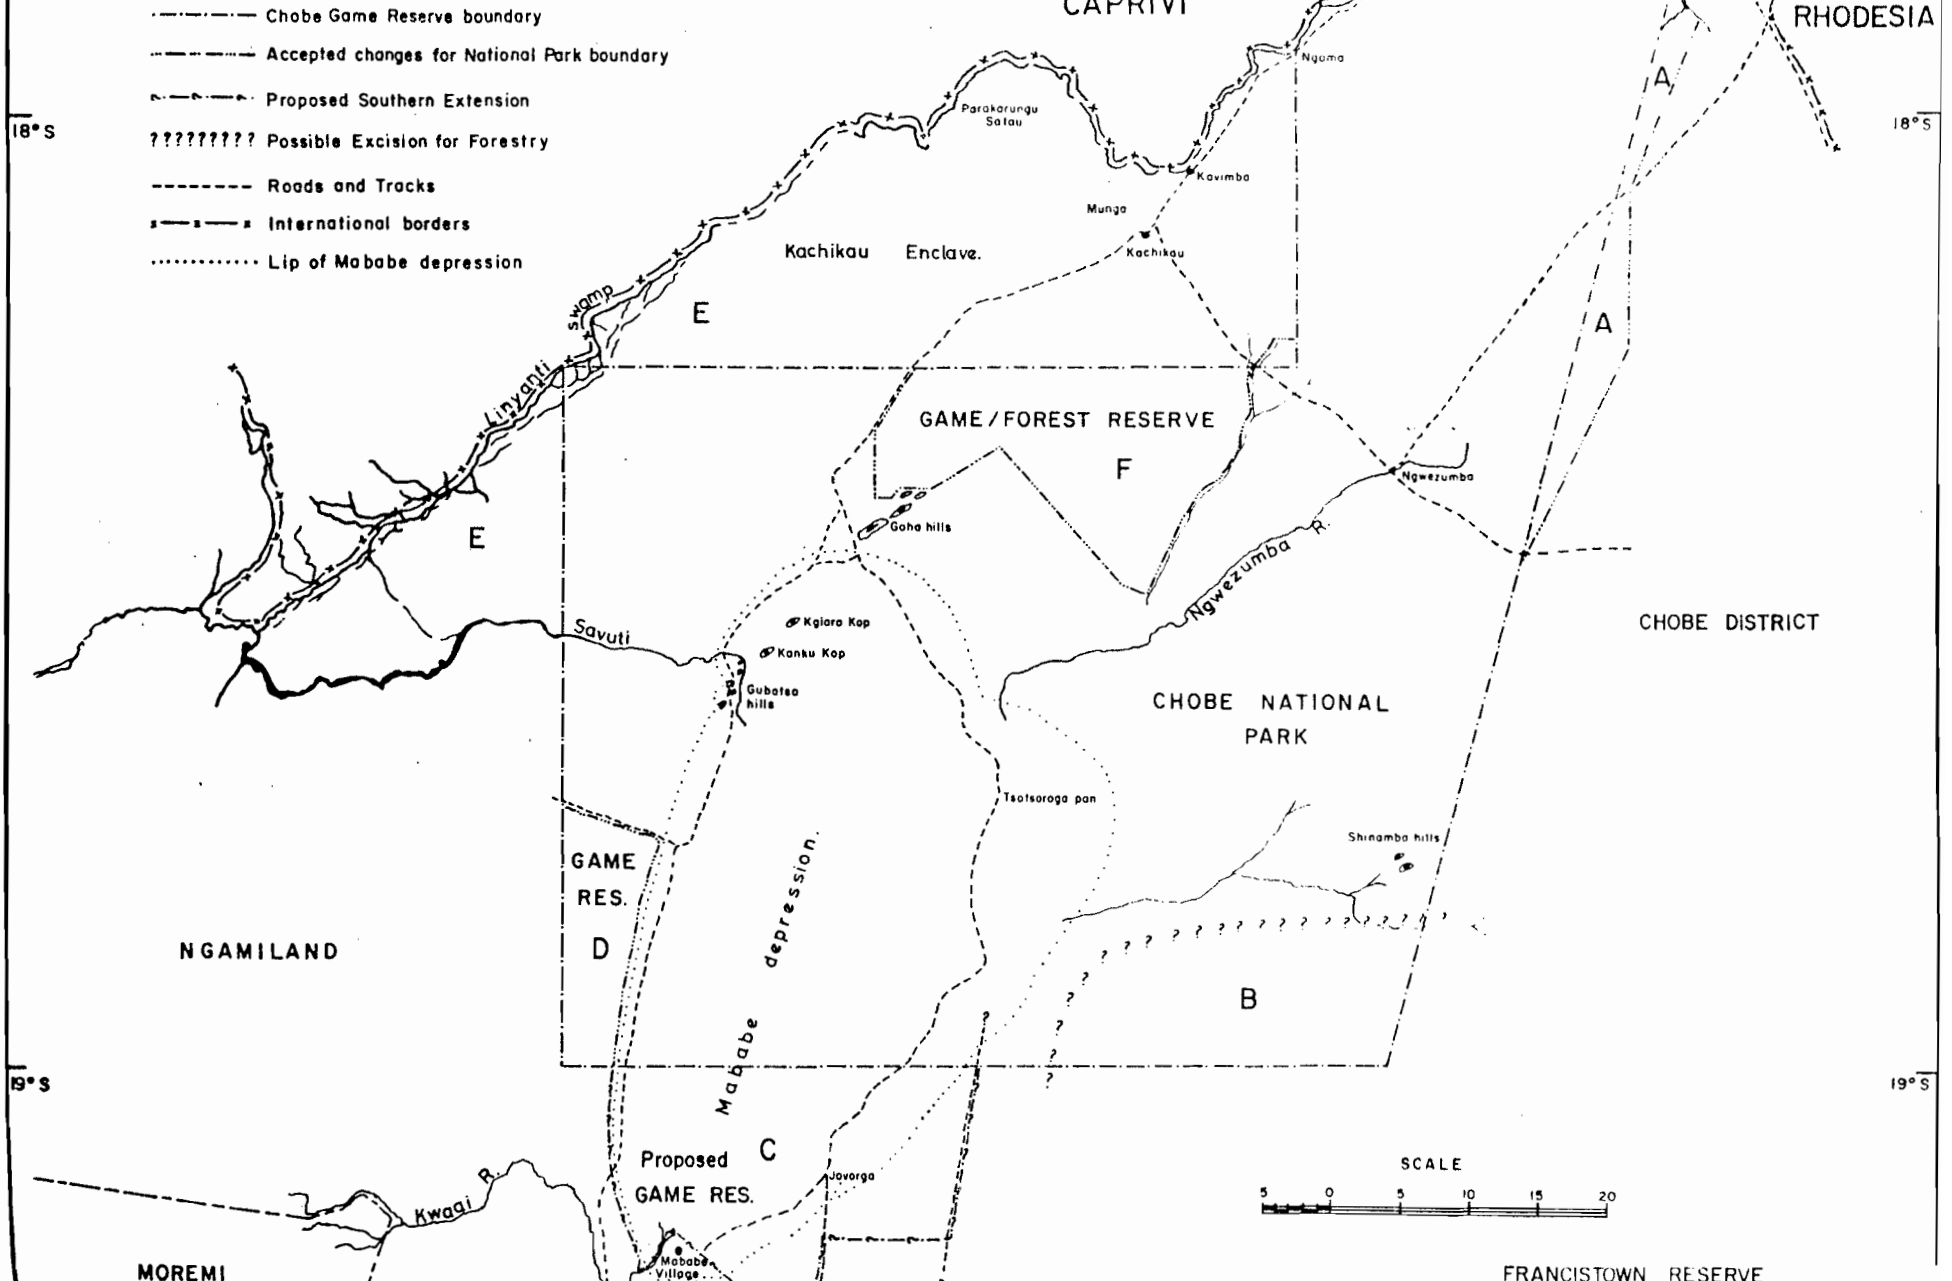 CAPRIVI
RHODESIA
Chobe Game Reserve boundary
Accepted changes for National Park boundary
Proposed Southern Extension
????????? Possible Excision for Forestry
Roads and Tracks
International borders
Lip of Mababe depression
18° S
18° S
Ngoma
A
Parakarungu
Satau
Kavimba
Munga
Kachikau
Kachikau Enclave.
swamp
E
A
Linyanti
GAME/FOREST RESERVE
F
Ngwezumba
Goha hills
E
Ngwezumba R.
Savuti
Kgiara Kop
Kanku Kop
Gubatsa
hills
CHOBE DISTRICT
CHOBE NATIONAL
PARK
Tsotsoroga pan
Shinamba hills
GAME
RES.
D
Mababe depression.
NGAMILAND
B
19° S
19° S
Proposed C
GAME RES.
Jovorga
Kwaai R.
SCALE
5 0 5 10 15 20
Mababe
Village
MOREMI
FRANCISTOWN RESERVE